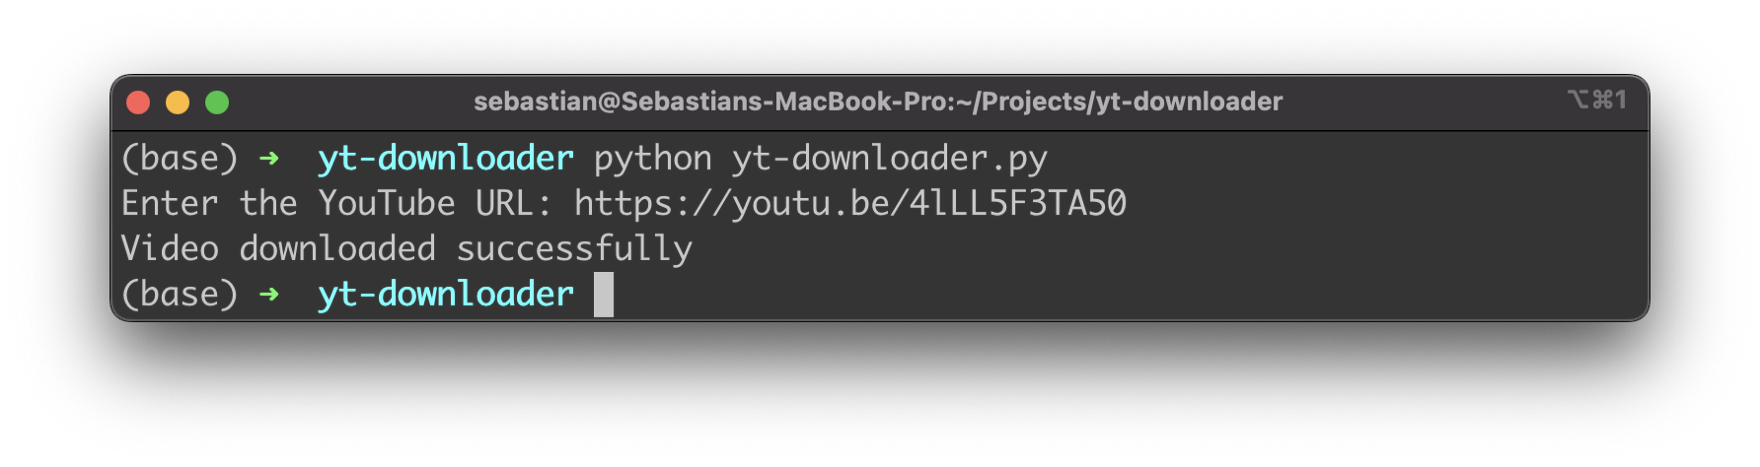 sebastian@Sebastians-MacBook-Pro:~/Projects/yt-downloader ⌥⌘1
(base) ➜ yt-downloader python yt-downloader.py
Enter the YouTube URL: https://youtu.be/4lLL5F3TA50
Video downloaded successfully
(base) ➜ yt-downloader